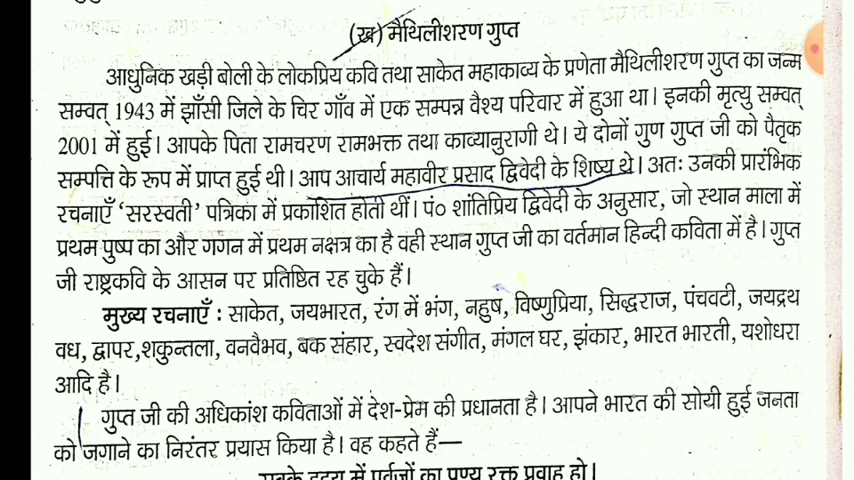 (ख) मैथिलीशरण गुप्त
आधुनिक खड़ी बोली के लोकप्रिय कवि तथा साकेत महाकाव्य के प्रणेता मैथिलीशरण गुप्त का जन्म
सम्वत् 1943 में झाँसी जिले के चिर गाँव में एक सम्पन्न वैश्य परिवार में हुआ था। इनकी मृत्यु सम्वत्
2001 में हुई। आपके पिता रामचरण रामभक्त तथा काव्यानुरागी थे। ये दोनों गुण गुप्त जी को पैतृक
सम्पत्ति के रूप में प्राप्त हुई थी। आप आचार्य महावीर प्रसाद द्विवेदी के शिष्य थे। अतः उनकी प्रारंभिक
रचनाएँ ‘सरस्वती’ पत्रिका में प्रकाशित होती थीं। पं० शांतिप्रिय द्विवेदी के अनुसार, जो स्थान माला में
प्रथम पुष्प का और गगन में प्रथम नक्षत्र का है वही स्थान गुप्त जी का वर्तमान हिन्दी कविता में है। गुप्त
जी राष्ट्रकवि के आसन पर प्रतिष्ठित रह चुके हैं।
मुख्य रचनाएँ : साकेत, जयभारत, रंग में भंग, नहुष, विष्णुप्रिया, सिद्धराज, पंचवटी, जयद्रथ
वध, द्वापर,शकुन्तला, वनवैभव, बक संहार, स्वदेश संगीत, मंगल घर, झंकार, भारत भारती, यशोधरा
आदि है।
गुप्त जी की अधिकांश कविताओं में देश-प्रेम की प्रधानता है। आपने भारत की सोयी हुई जनता
को जगाने का निरंतर प्रयास किया है। वह कहते हैं—
सबके हृदय में पूर्वजों का पुण्य रक्त प्रवाह हो।